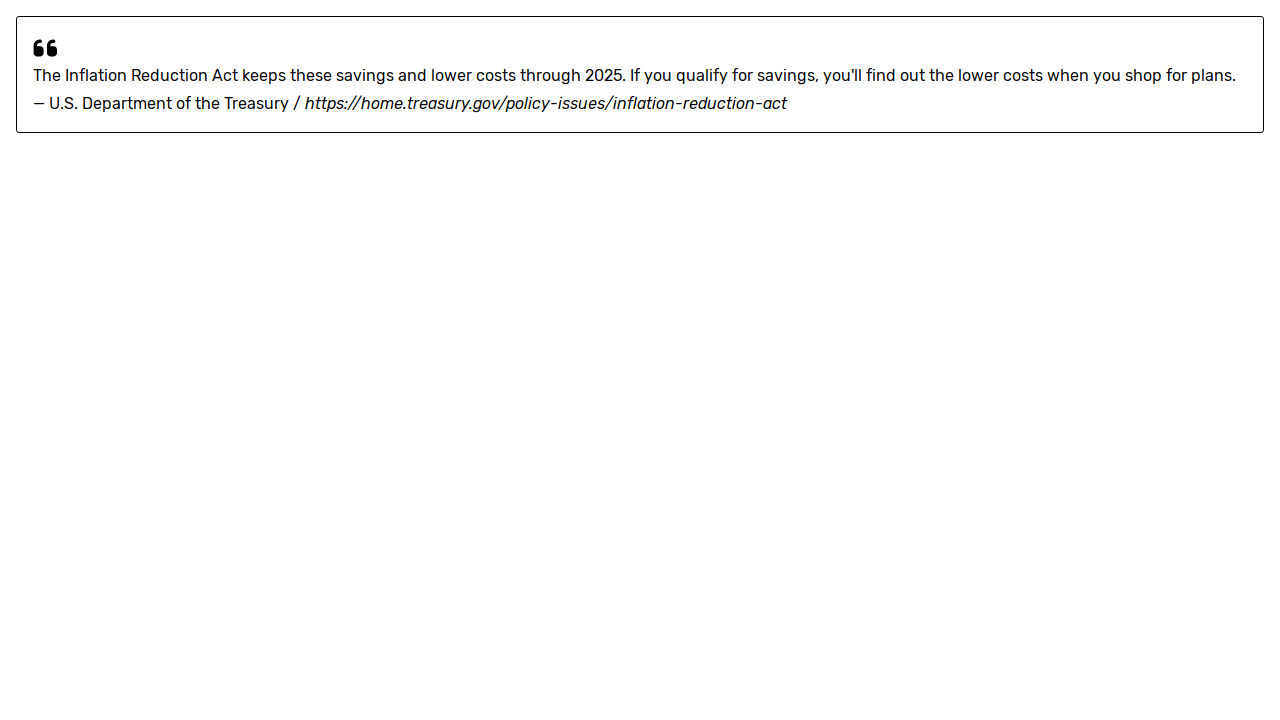 ❝
The Inflation Reduction Act keeps these savings and lower costs through 2025. If you qualify for savings, you'll find out the lower costs when you shop for plans.
— U.S. Department of the Treasury / https://home.treasury.gov/policy-issues/inflation-reduction-act